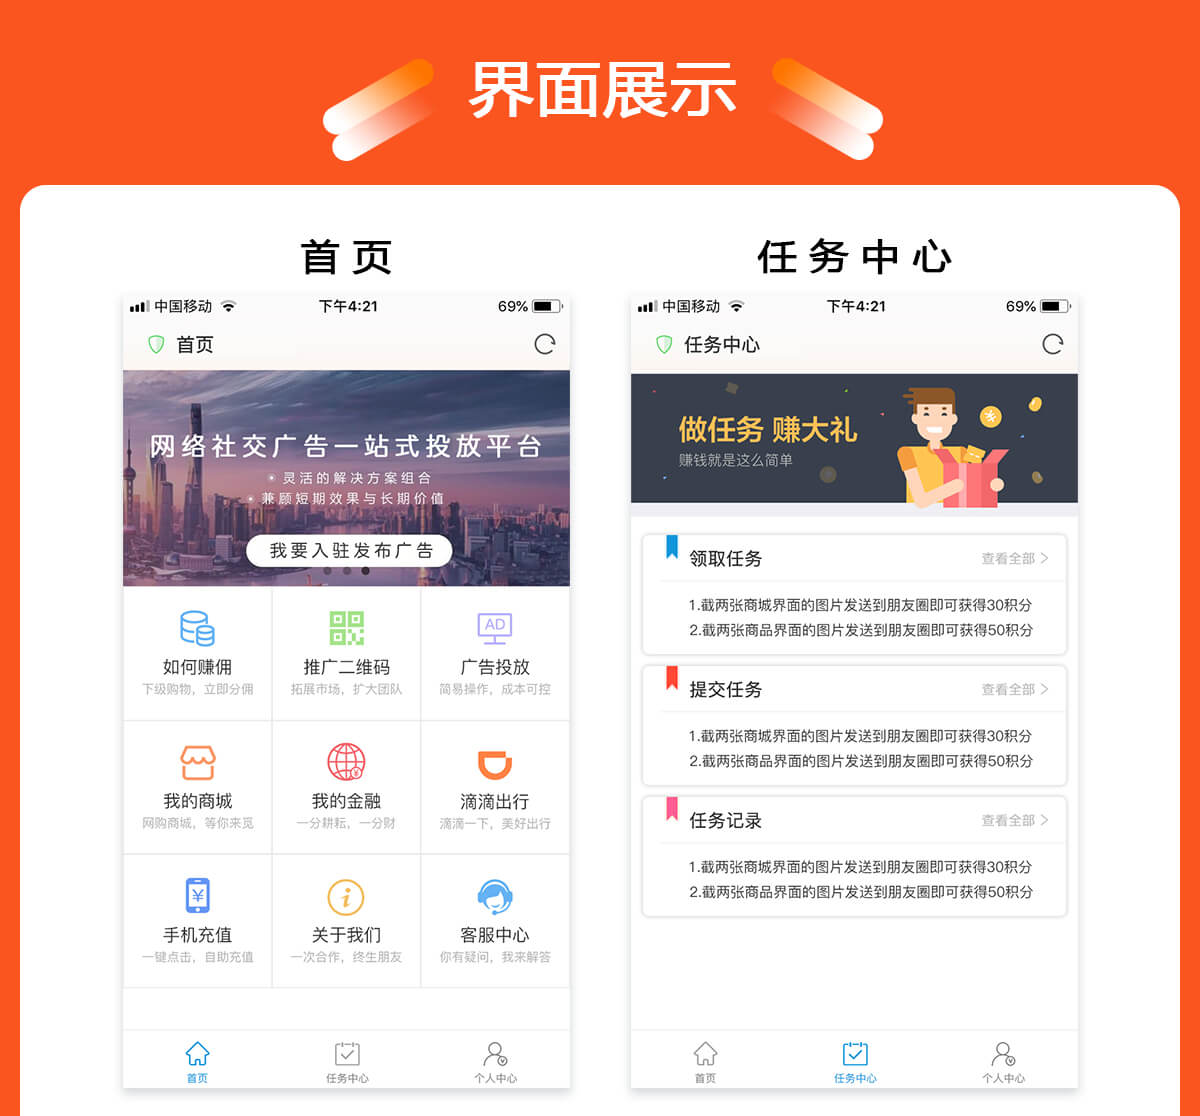 界面展示
首页
任务中心
中国移动
下午4:21
69%
首页
网络社交广告一站式投放平台
灵活的解决方案组合
兼顾短期效果与长期价值
我要入驻发布广告
如何赚佣
下级购物，立即分佣
推广二维码
拓展市场，扩大团队
AD
广告投放
简易操作，成本可控
我的商城
网购商城，等你来觅
¥
我的金融
一分耕耘，一分财
滴滴出行
滴滴一下，美好出行
¥
手机充值
一键点击，自助充值
i
关于我们
一次合作，终生朋友
客服中心
你有疑问，我来解答
首页
任务中心
个人中心
中国移动
下午4:21
69%
任务中心
做任务 赚大礼
赚钱就是这么简单
领取任务
查看全部 >
1.截两张商城界面的图片发送到朋友圈即可获得30积分
2.截两张商品界面的图片发送到朋友圈即可获得50积分
提交任务
查看全部 >
1.截两张商城界面的图片发送到朋友圈即可获得30积分
2.截两张商品界面的图片发送到朋友圈即可获得50积分
任务记录
查看全部 >
1.截两张商城界面的图片发送到朋友圈即可获得30积分
2.截两张商品界面的图片发送到朋友圈即可获得50积分
首页
任务中心
个人中心